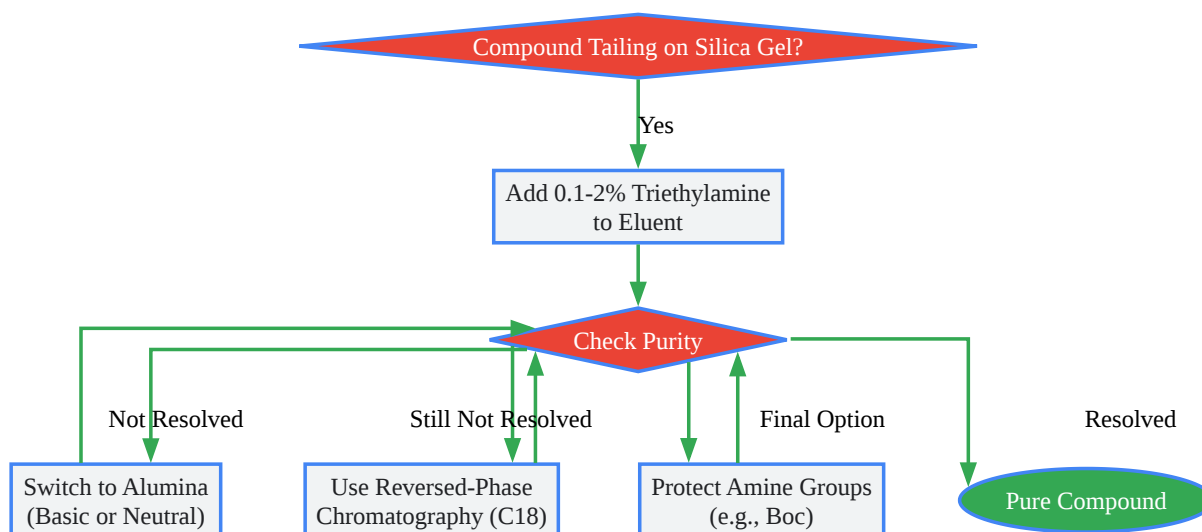 Compound Tailing on Silica Gel?
Yes
Add 0.1-2% Triethylamine
to Eluent
Check Purity
Not Resolved
Still Not Resolved
Final Option
Resolved
Switch to Alumina
(Basic or Neutral)
Use Reversed-Phase
Chromatography (C18)
Protect Amine Groups
(e.g., Boc)
Pure Compound